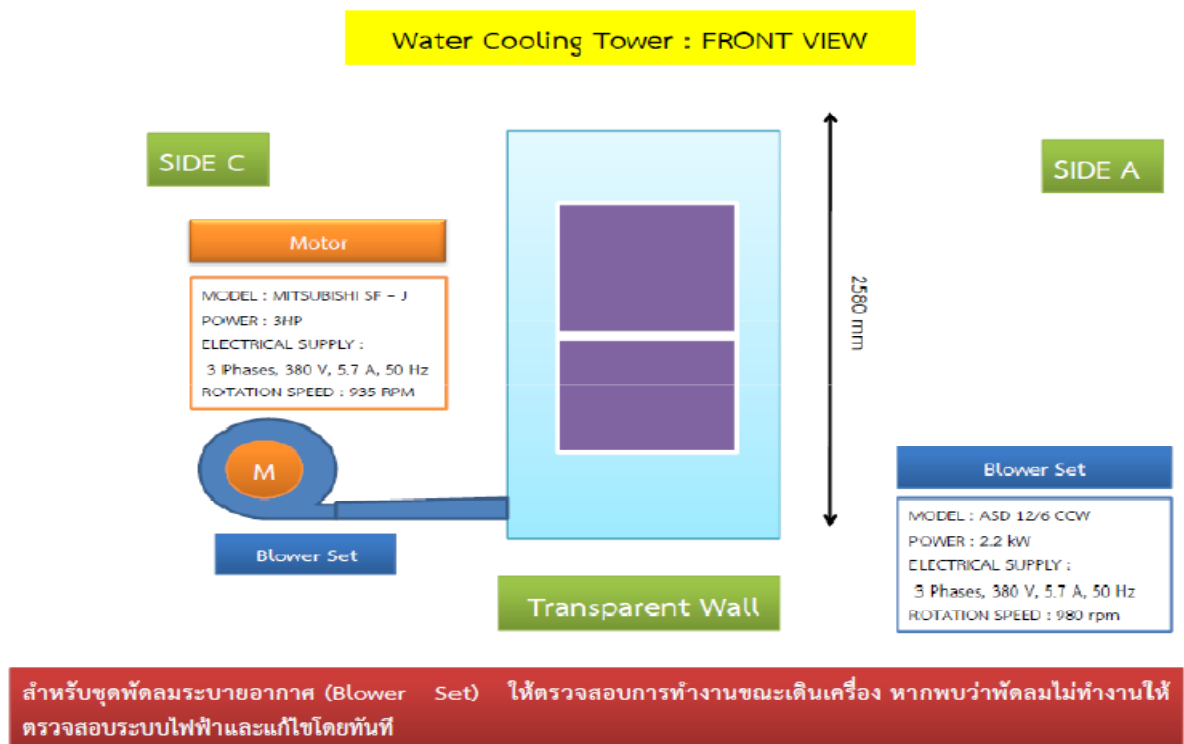 Water Cooling Tower : FRONT VIEW
SIDE C
SIDE A
Motor
MODEL : MITSUBISHI SF - J
POWER : 3HP
ELECTRICAL SUPPLY :
3 Phases, 380 V, 5.7 A, 50 Hz
ROTATION SPEED : 935 RPM
2580 mm
M
Blower Set
Blower Set
MODEL : ASD 12/6 CCW
POWER : 2.2 kW
ELECTRICAL SUPPLY :
3 Phases, 380 V, 5.7 A, 50 Hz
ROTATION SPEED : 980 rpm
Transparent Wall
สำหรับชุดพัดลมระบายอากาศ (Blower Set) ให้ตรวจสอบการทำงานขณะเดินเครื่อง หากพบว่าพัดลมไม่ทำงานให้
ตรวจสอบระบบไฟฟ้าและแก้ไขโดยทันที